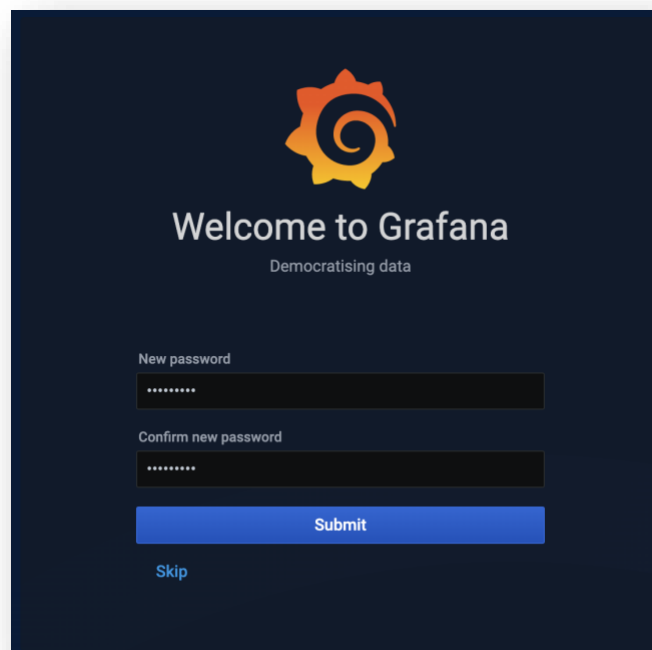 Welcome to Grafana
Democratising data
New password
•••••••••
Confirm new password
•••••••••
Submit
Skip